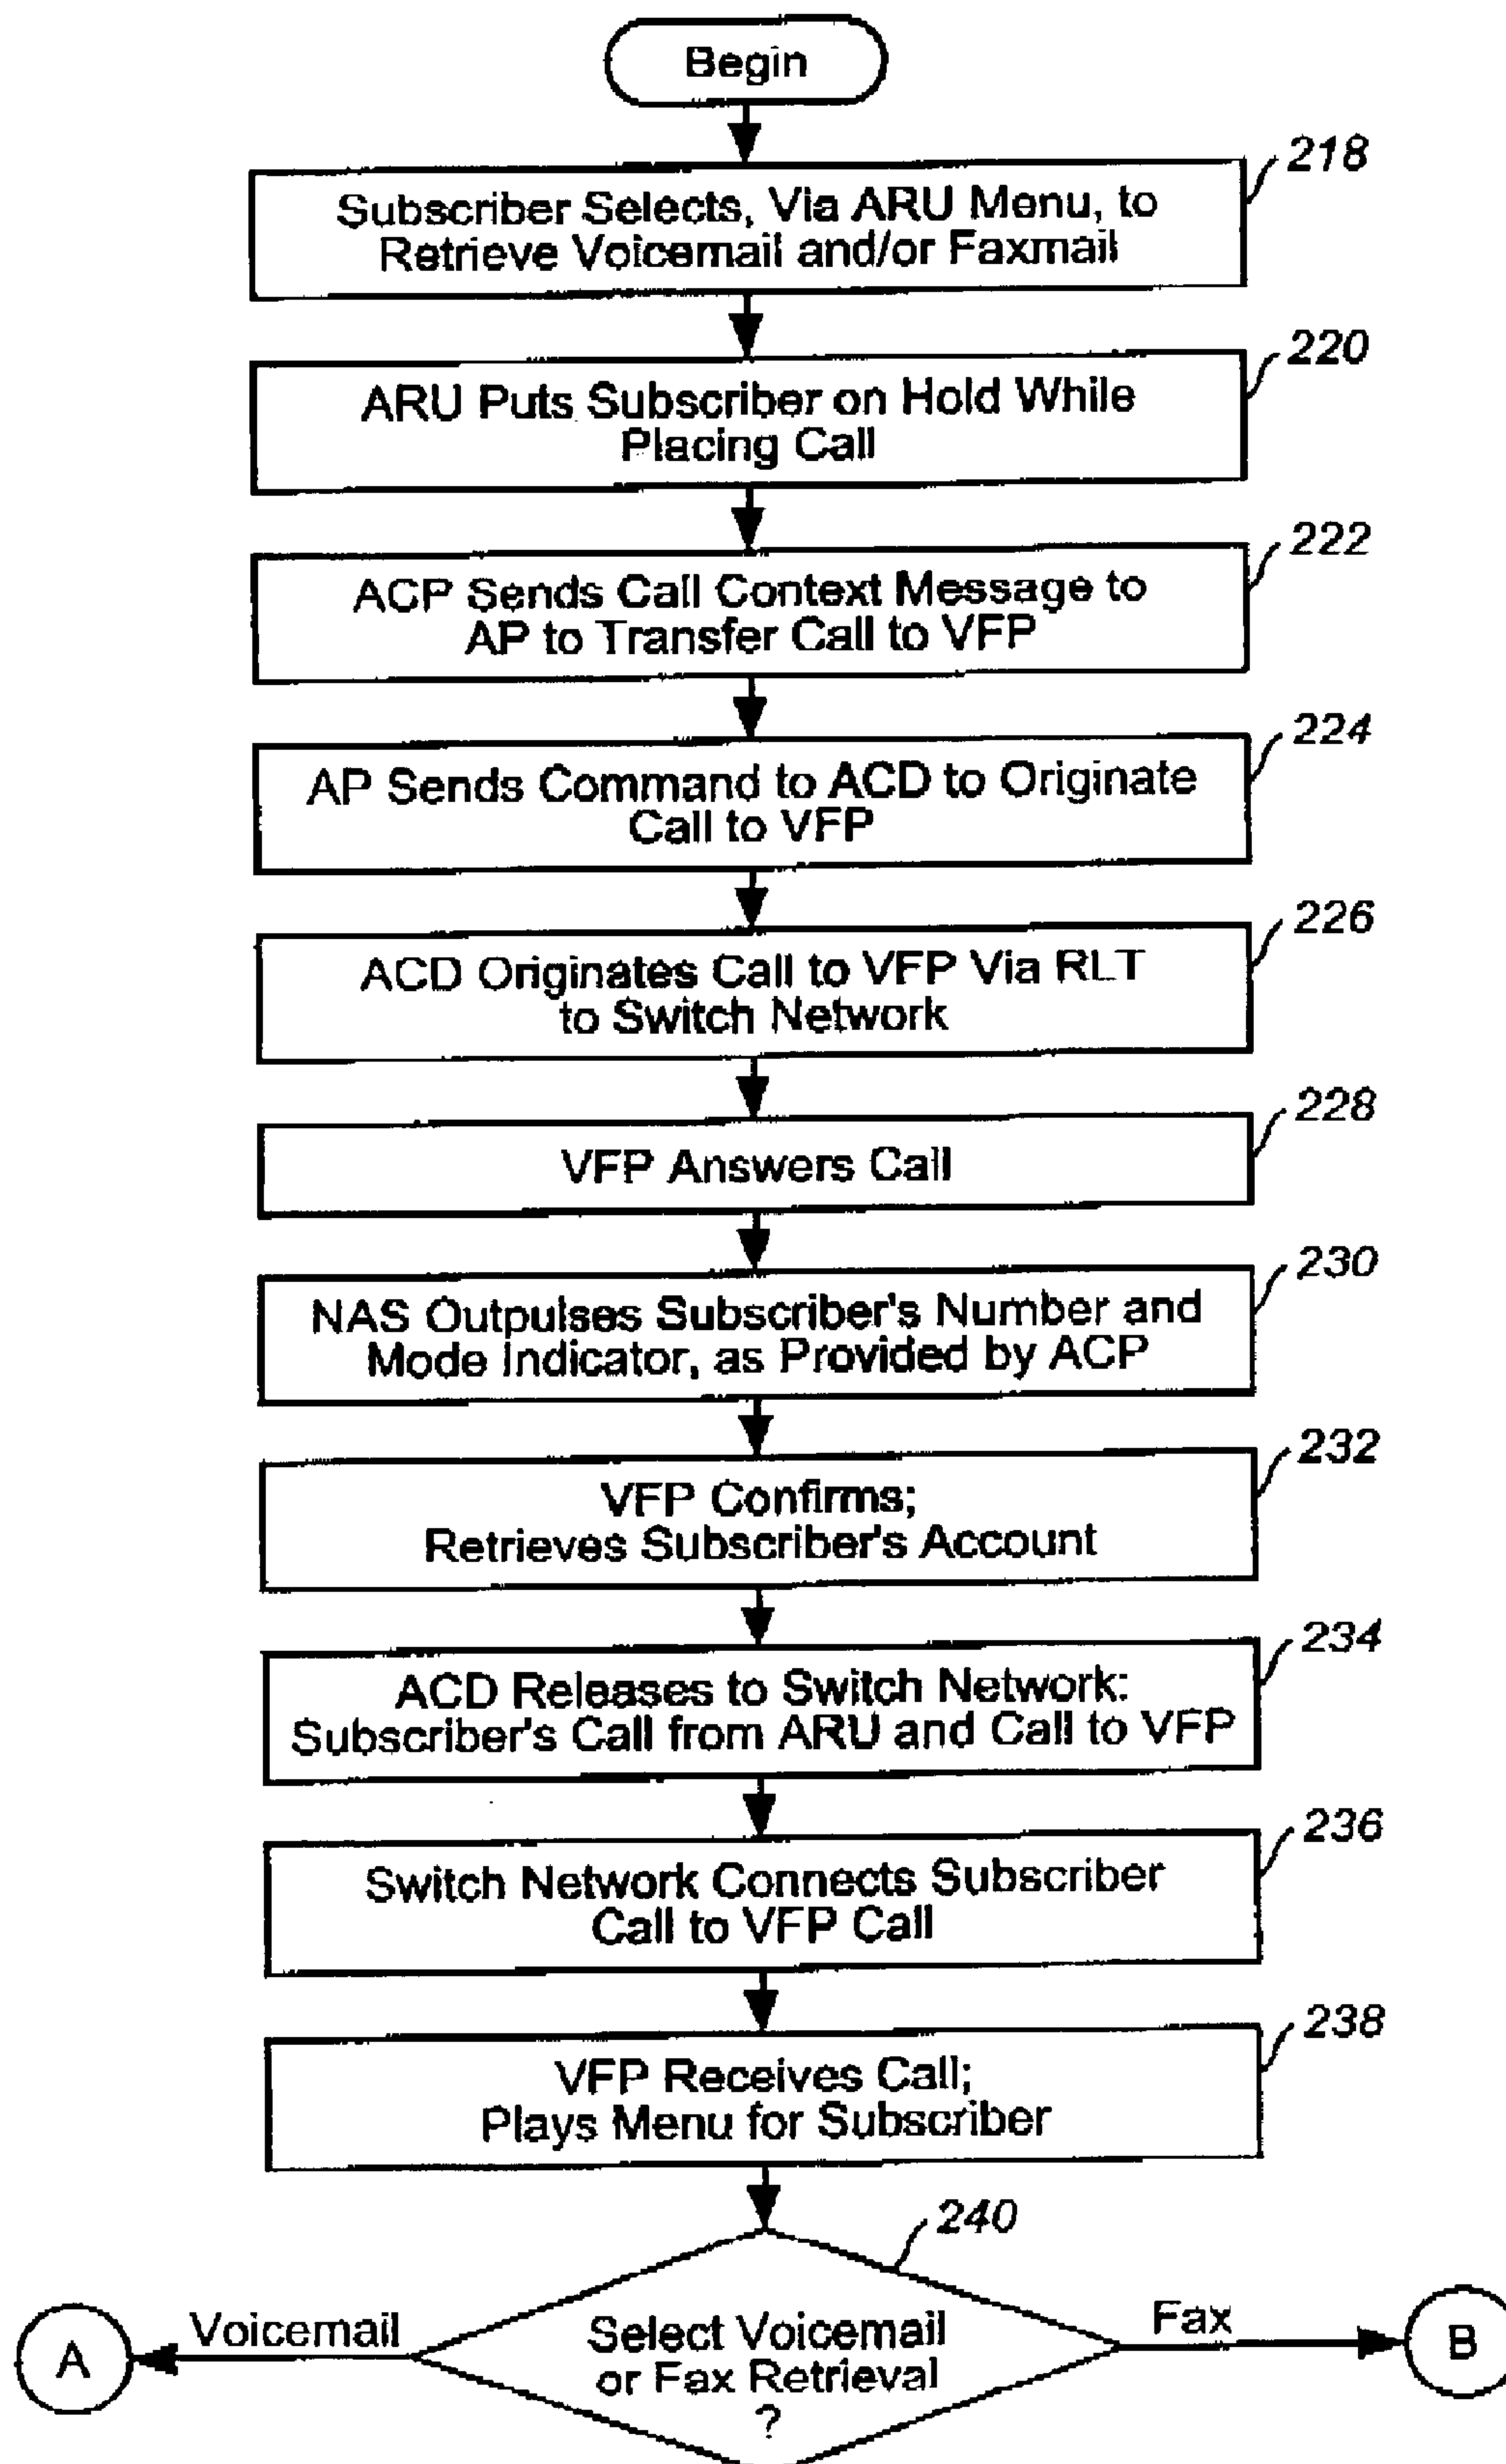 Begin
218
Subscriber Selects, Via ARU Menu, to
Retrieve Voicemail and/or Faxmail
220
ARU Puts Subscriber on Hold While
Placing Call
222
ACP Sends Call Context Message to
AP to Transfer Call to VFP
224
AP Sends Command to ACD to Originate
Call to VFP
226
ACD Originates Call to VFP Via RLT
to Switch Network
228
VFP Answers Call
230
NAS Outpulses Subscriber's Number and
Mode Indicator, as Provided by ACP
232
VFP Confirms;
Retrieves Subscriber's Account
234
ACD Releases to Switch Network:
Subscriber's Call from ARU and Call to VFP
236
Switch Network Connects Subscriber
Call to VFP Call
238
VFP Receives Call;
Plays Menu for Subscriber
240
A
Voicemail
Select Voicemail
or Fax Retrieval
?
Fax
B